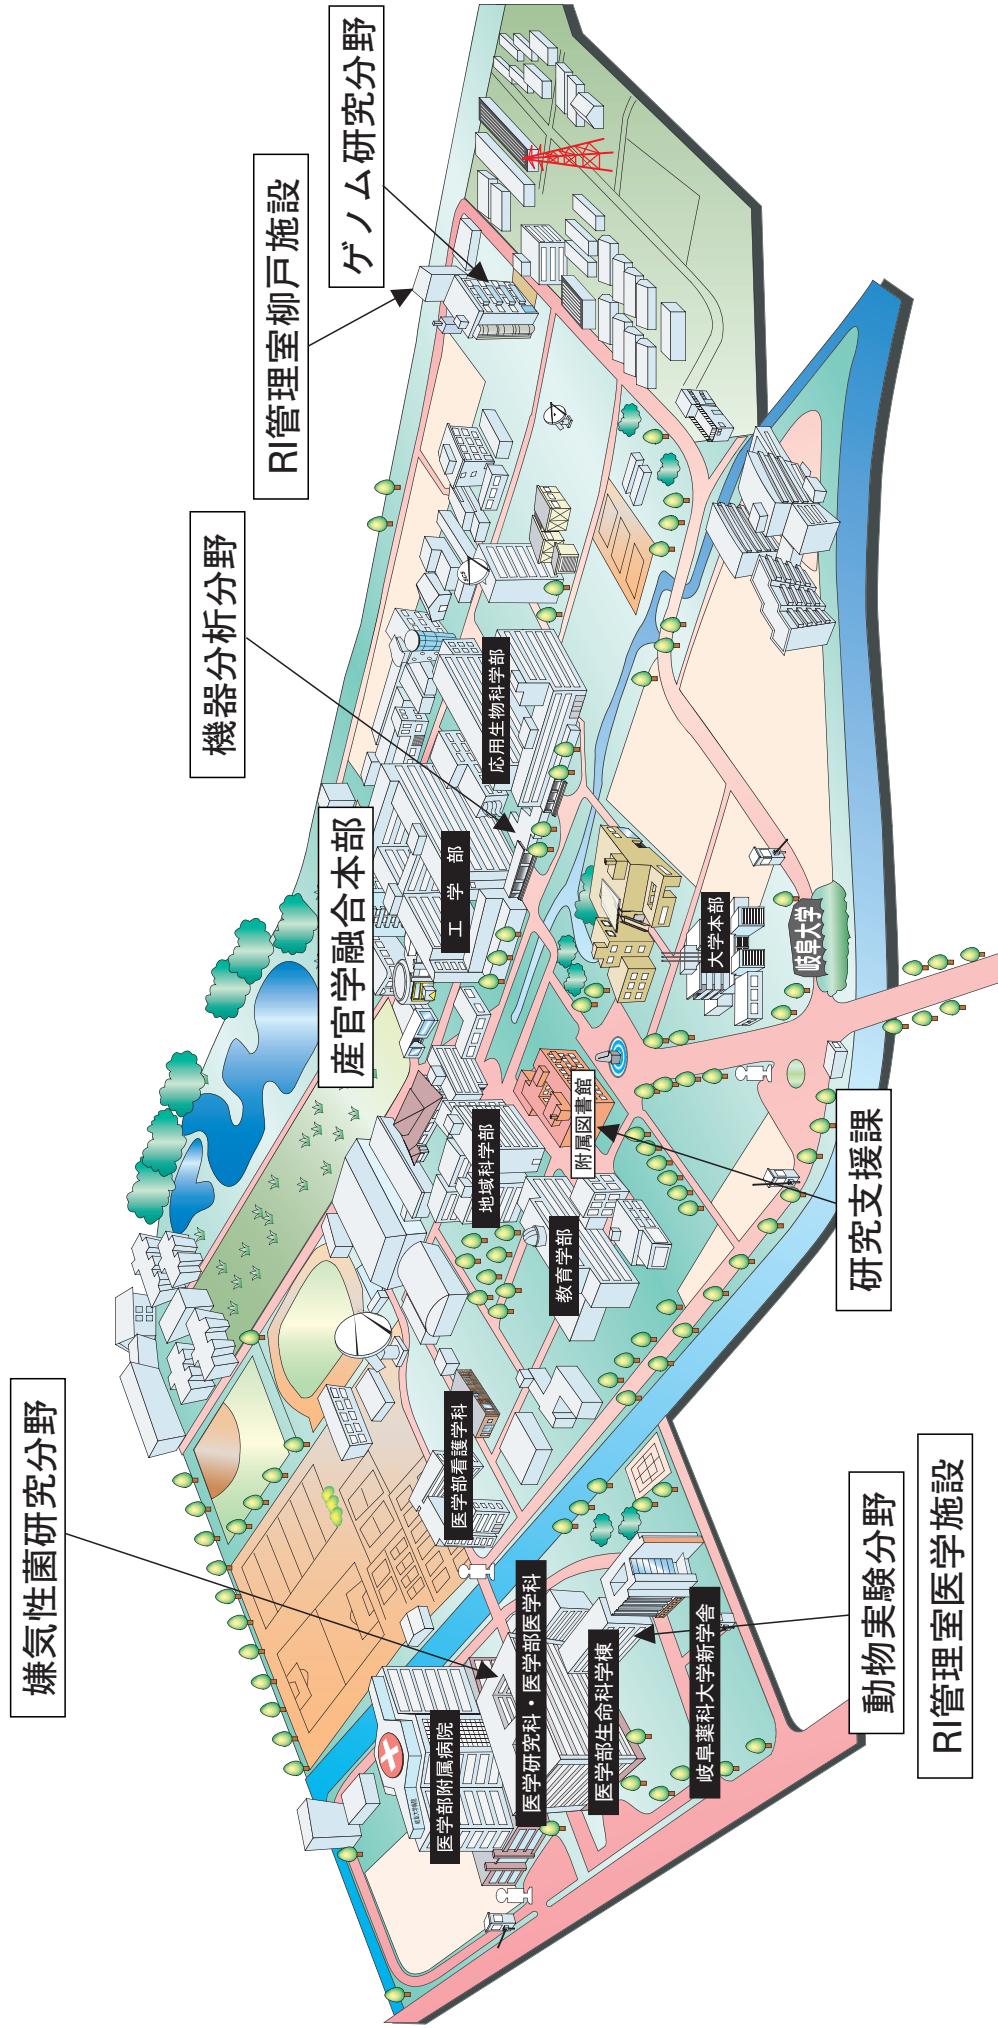 嫌気性菌研究分野
産官学融合本部
機器分析分野
RI管理室柳戸施設
ゲノム研究分野
医学部附属病院
医学研究科・医学部医学科
医学部生命科学棟
岐阜薬科大学新学舎
医学部看護学科
教育学部
地域科学部
附属図書館
工学部
応用生物科学部
大学本部
岐阜大学
動物実験分野
RI管理室医学施設
研究支援課